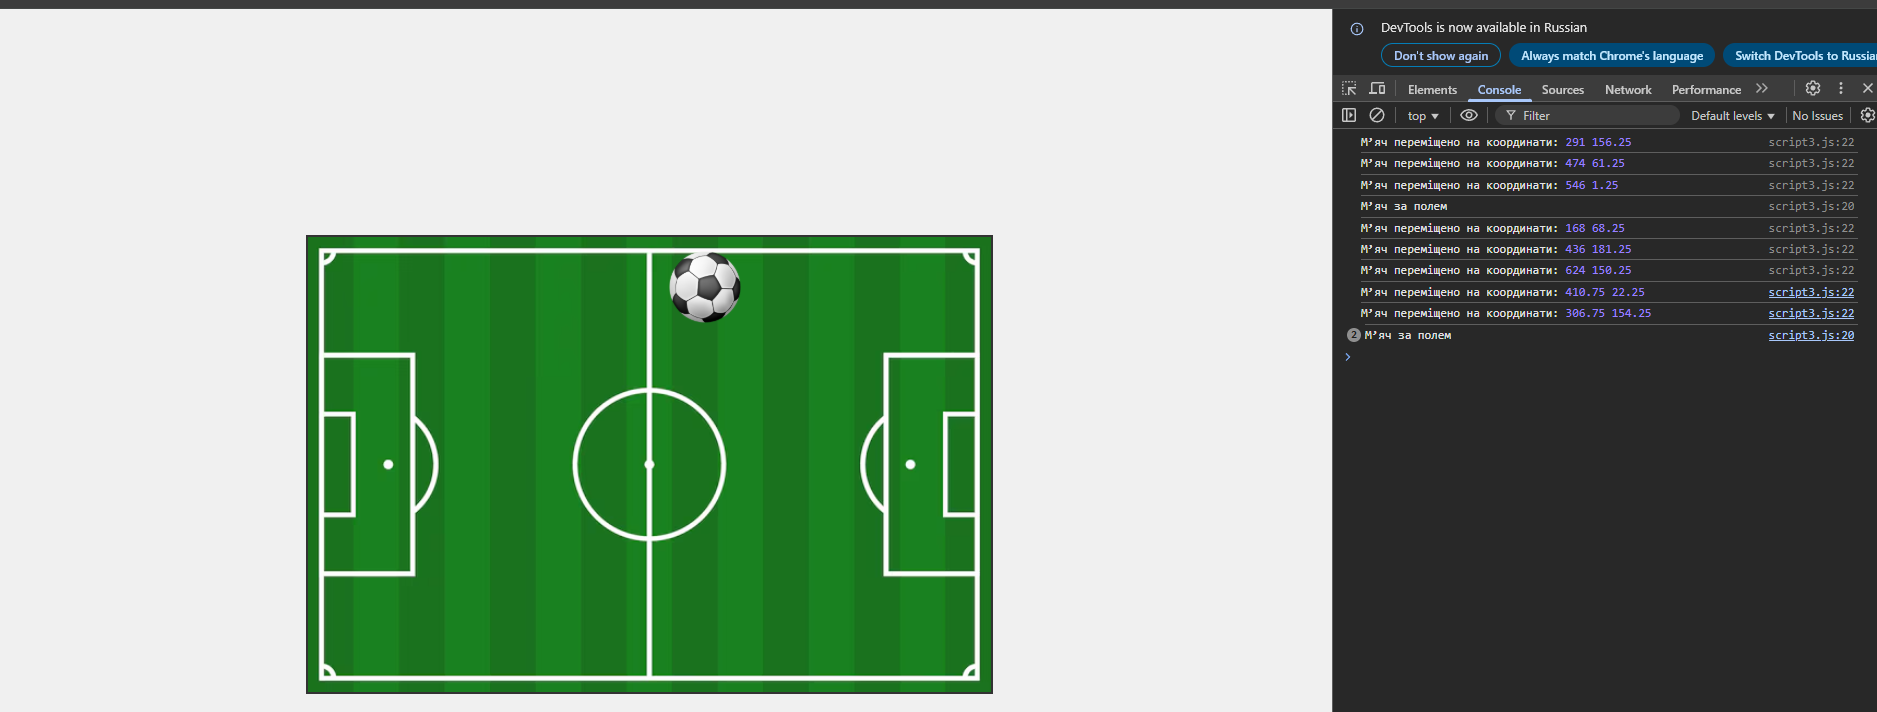 DevTools is now available in Russian
Don't show again Always match Chrome's language Switch DevTools to Russia
Elements Console Sources Network Performance
top Filter Default levels No Issues
М’яч переміщено на координати: 291 156.25 script3.js:22
М’яч переміщено на координати: 474 61.25 script3.js:22
М’яч переміщено на координати: 546 1.25 script3.js:22
М’яч за полем script3.js:20
М’яч переміщено на координати: 168 68.25 script3.js:22
М’яч переміщено на координати: 436 181.25 script3.js:22
М’яч переміщено на координати: 624 150.25 script3.js:22
М’яч переміщено на координати: 410.75 22.25 script3.js:22
М’яч переміщено на координати: 306.75 154.25 script3.js:22
2 М’яч за полем script3.js:20